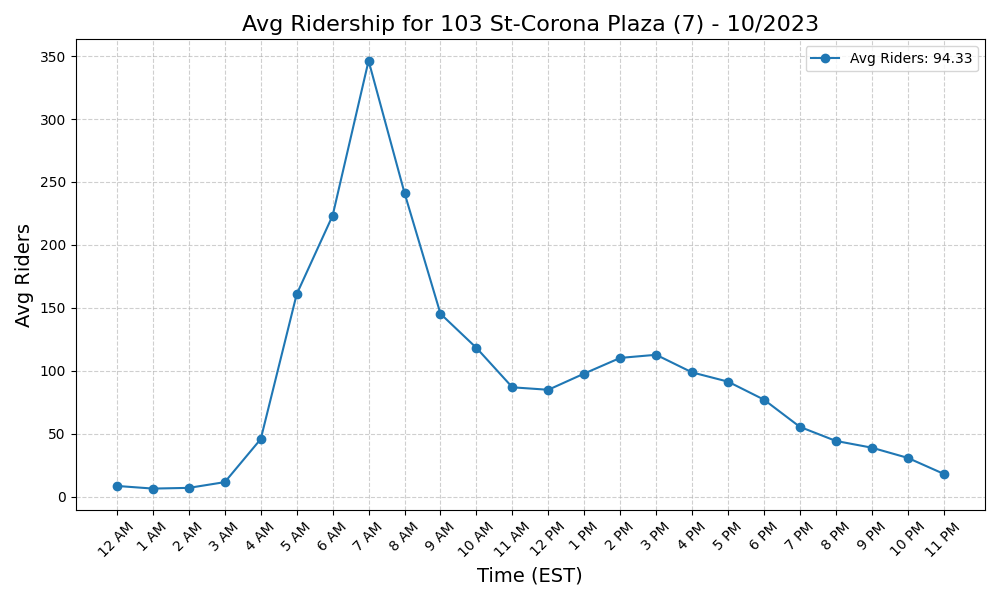 Avg Ridership for 103 St-Corona Plaza (7) - 10/2023
Avg Riders: 94.33
Avg Riders
350
300
250
200
150
100
50
0
12 AM
1 AM
2 AM
3 AM
4 AM
5 AM
6 AM
7 AM
8 AM
9 AM
10 AM
11 AM
12 PM
1 PM
2 PM
3 PM
4 PM
5 PM
6 PM
7 PM
8 PM
9 PM
10 PM
11 PM
Time (EST)